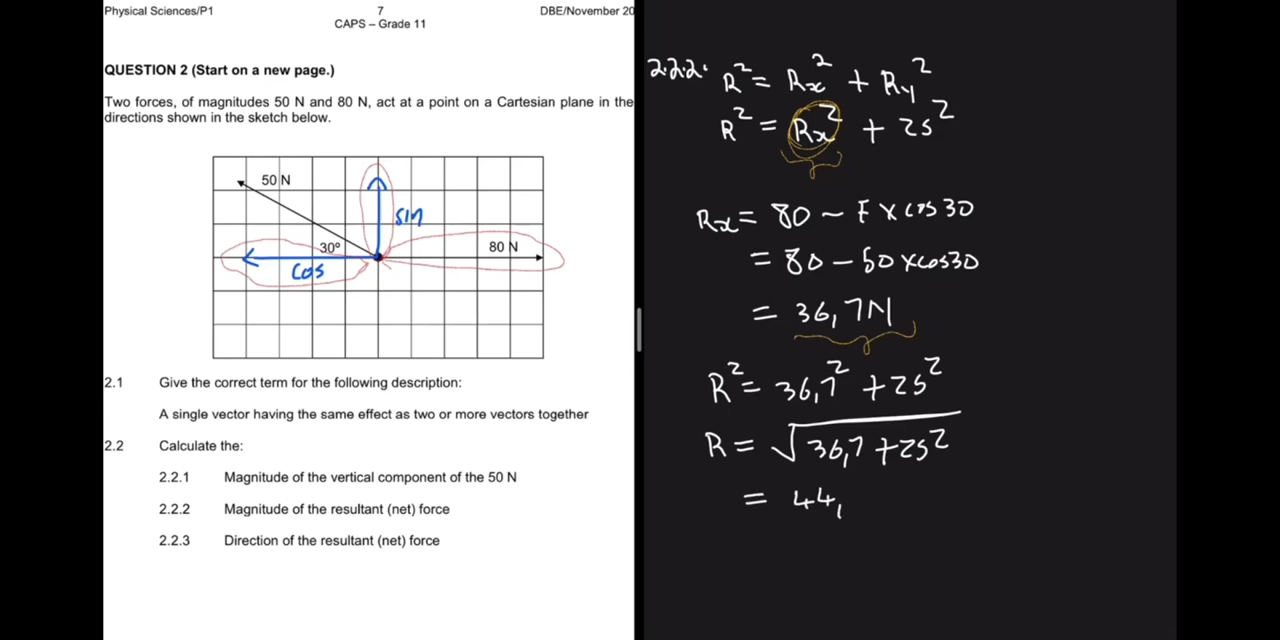 Physical Sciences/P1
7
DBE/November 20
CAPS – Grade 11
QUESTION 2 (Start on a new page.)
Two forces, of magnitudes 50 N and 80 N, act at a point on a Cartesian plane in the
directions shown in the sketch below.
50 N
sin
30º
80 N
cos
2.1 Give the correct term for the following description:
A single vector having the same effect as two or more vectors together
2.2 Calculate the:
2.2.1 Magnitude of the vertical component of the 50 N
2.2.2 Magnitude of the resultant (net) force
2.2.3 Direction of the resultant (net) force
2.2.2. R² = Rx² + Ry²
R² = Rx² + 25²
Rx = 80 – F × cos 30
= 80 – 50 × cos30
= 36,7N
R² = 36,7² + 25²
R = √36,7 + 25²
= 44,